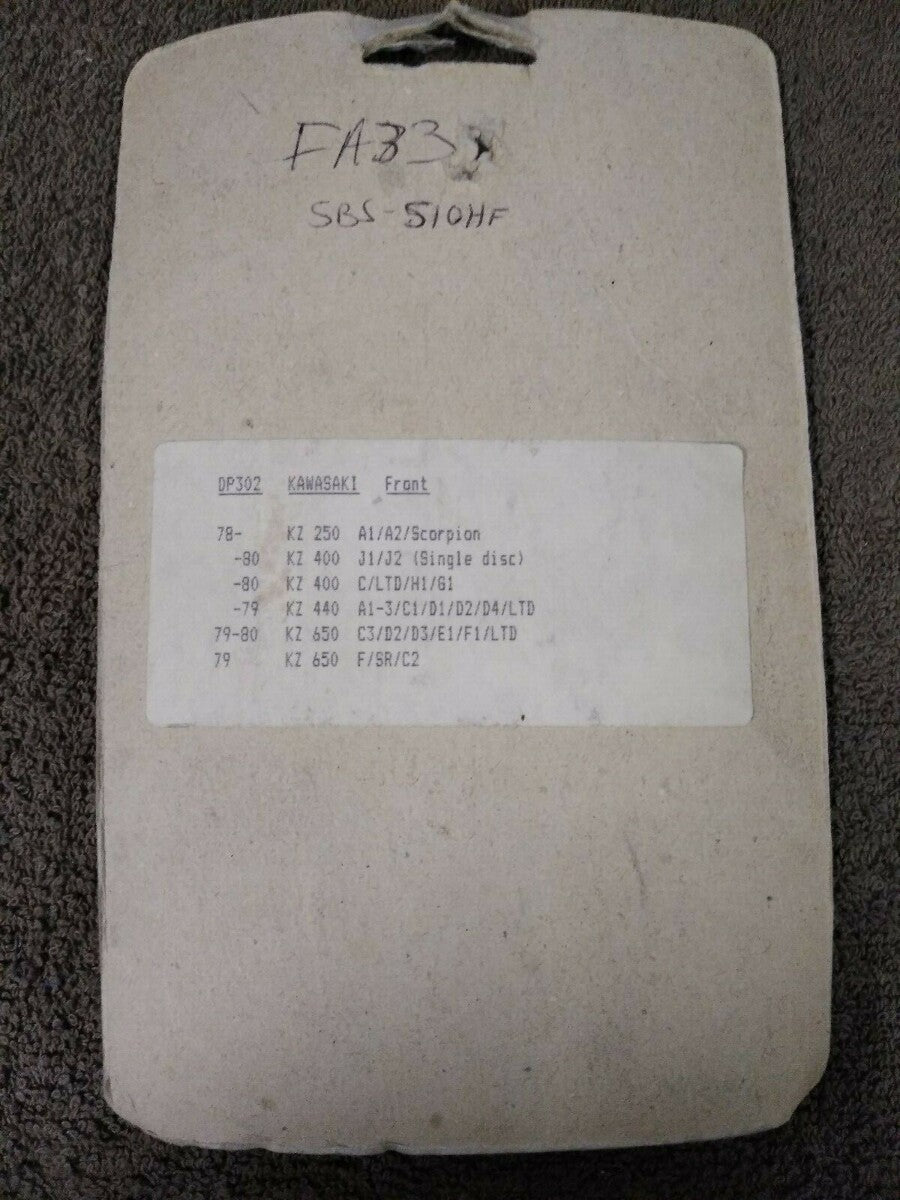 FA33
SBS-510HF
DP302 KAWASAKI Front
78- KZ 250 A1/A2/Scorpion
-80 KZ 400 J1/J2 (Single disc)
-80 KZ 400 C/LTD/H1/G1
-79 KZ 440 A1-3/C1/D1/D2/D4/LTD
79-80 KZ 650 C3/D2/D3/E1/F1/LTD
79 KZ 650 F/SR/C2